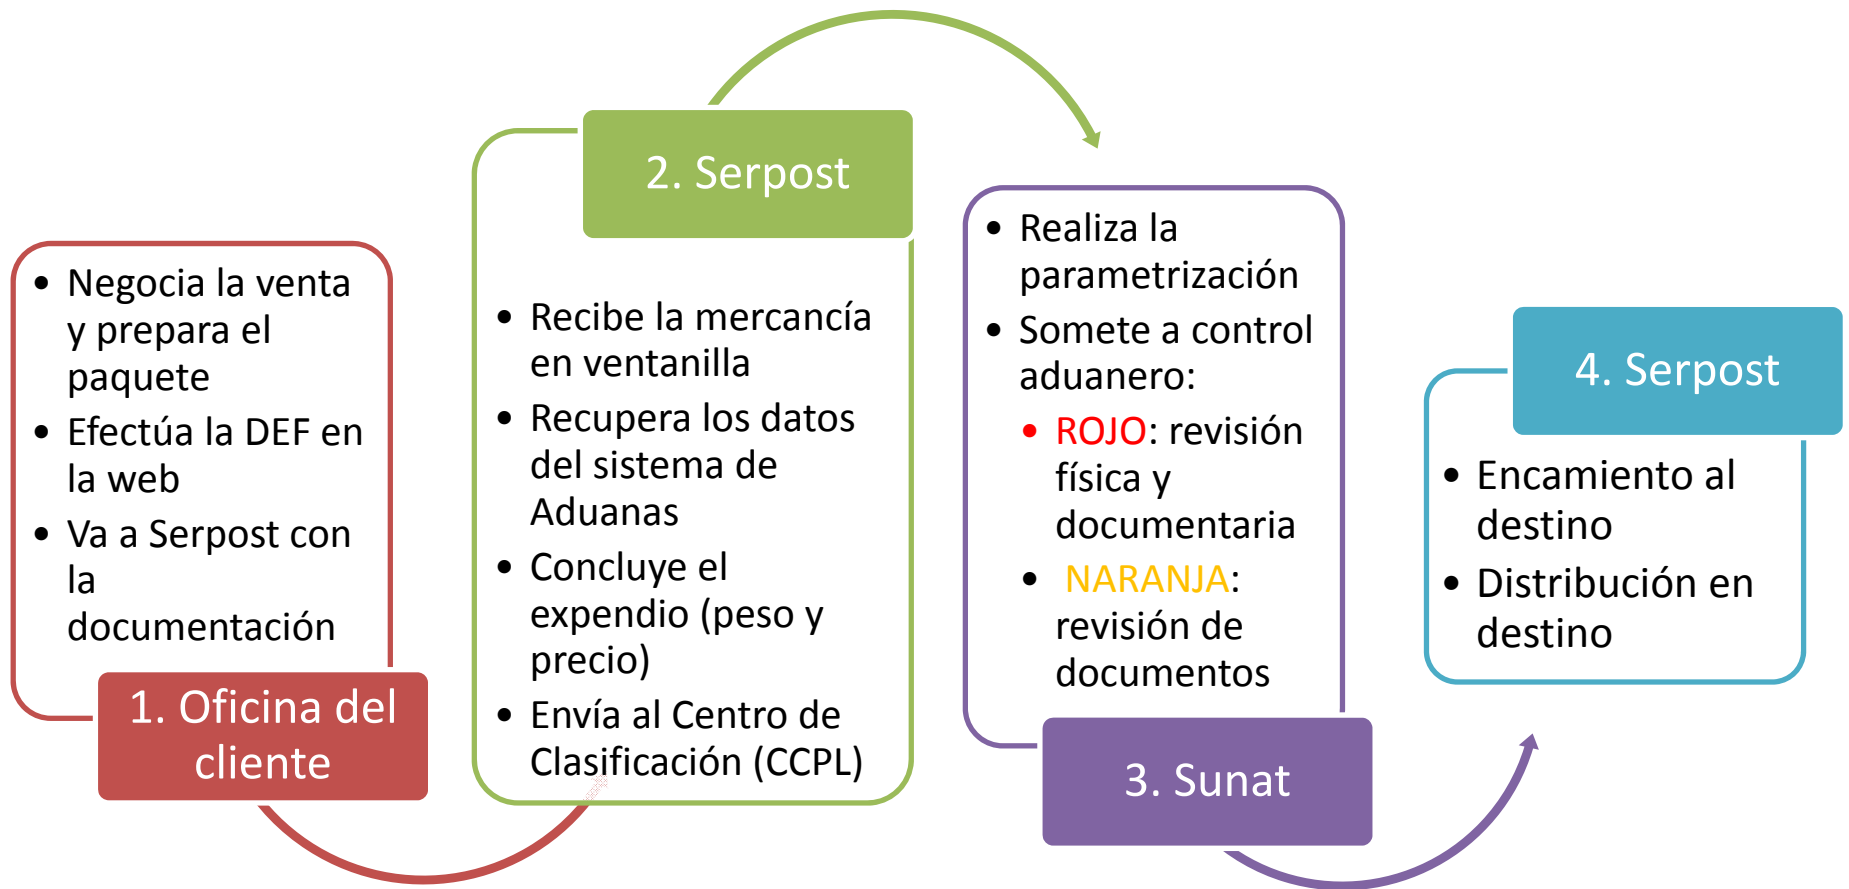 • Negocia la venta
y prepara el
paquete
• Efectúa la DEF en
la web
• Va a Serpost con
la
documentación
1. Oficina del
cliente
2. Serpost
• Recibe la mercancía
en ventanilla
• Recupera los datos
del sistema de
Aduanas
• Concluye el
expendio (peso y
precio)
• Envía al Centro de
Clasificación (CCPL)
• Realiza la
parametrización
• Somete a control
aduanero:
• ROJO: revisión
física y
documentaria
• NARANJA:
revisión de
documentos
3. Sunat
4. Serpost
• Encamiento al
destino
• Distribución en
destino